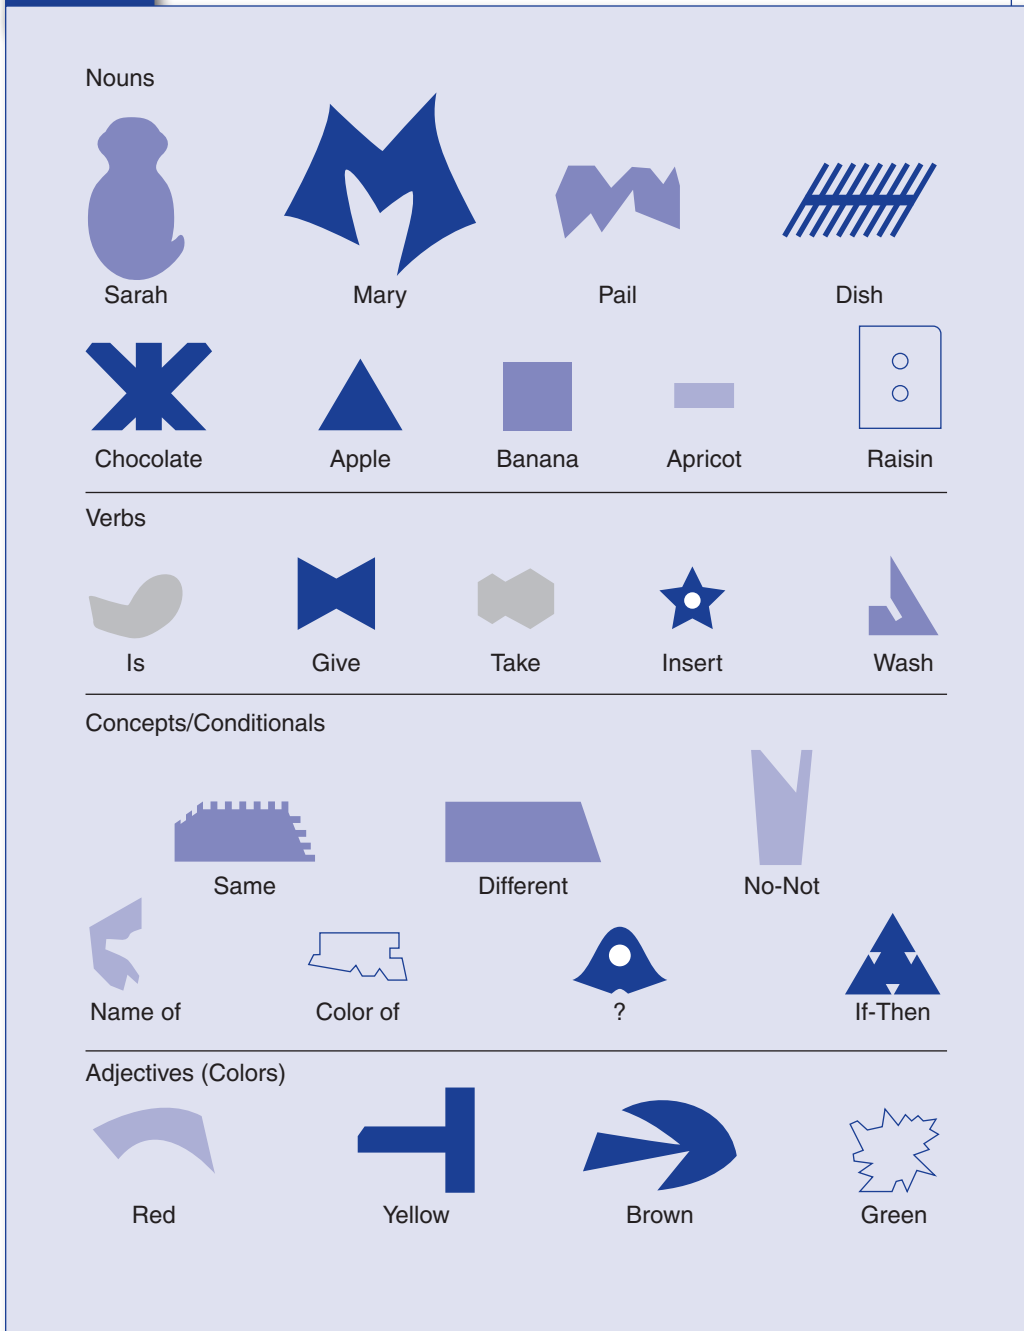 Nouns
Sarah Mary Pail Dish
Chocolate Apple Banana Apricot Raisin
Verbs
Is Give Take Insert Wash
Concepts/Conditionals
Same Different No-Not
Name of Color of ? If-Then
Adjectives (Colors)
Red Yellow Brown Green